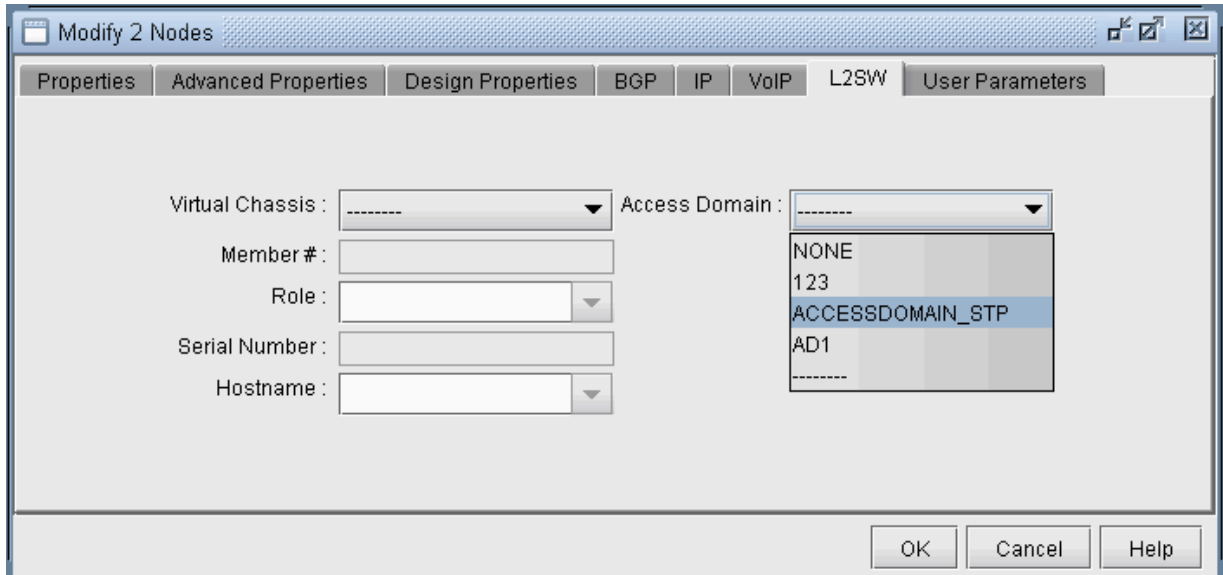 Modify 2 Nodes
Properties Advanced Properties Design Properties BGP IP VoIP L2SW User Parameters
Virtual Chassis : -------- Access Domain : --------
Member # :
NONE
Role :
123
ACCESSDOMAIN_STP
Serial Number :
AD1
Hostname :
--------
OK Cancel Help